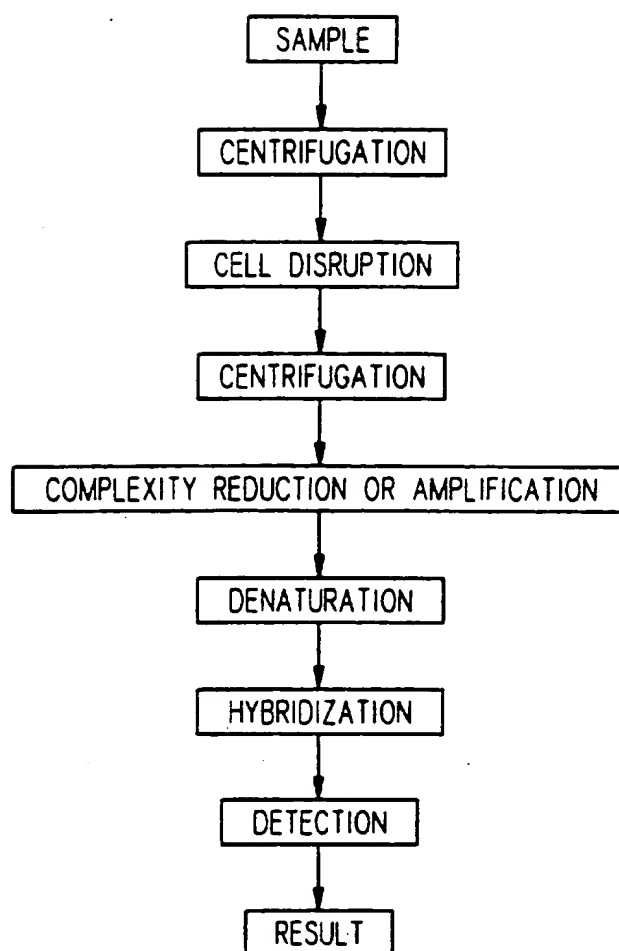 SAMPLE
CENTRIFUGATION
CELL DISRUPTION
CENTRIFUGATION
COMPLEXITY REDUCTION OR AMPLIFICATION
DENATURATION
HYBRIDIZATION
DETECTION
RESULT